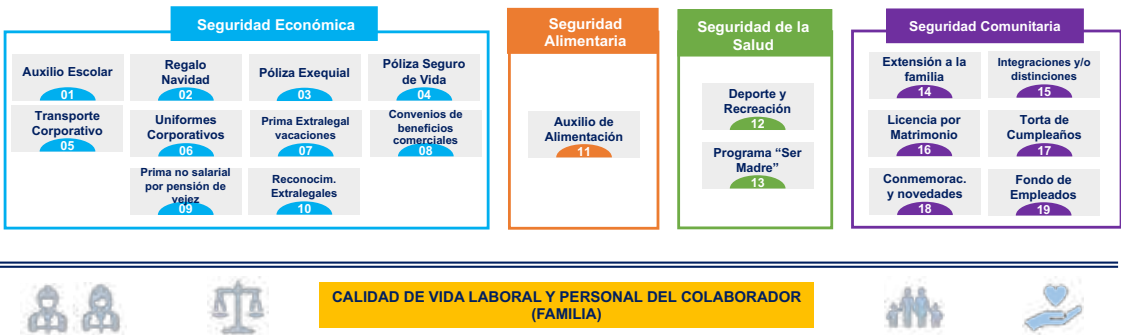 Seguridad Económica
Auxilio Escolar
01
Regalo
Navidad
02
Póliza Exequial
03
Póliza Seguro
de Vida
04
Transporte
Corporativo
05
Uniformes
Corporativos
06
Prima Extralegal
vacaciones
07
Convenios de
beneficios
comerciales
08
Prima no salarial
por pensión de
vejez
09
Reconocim.
Extralegales
10
Seguridad
Alimentaria
Auxilio de
Alimentación
11
Seguridad de la
Salud
Deporte y
Recreación
12
Programa “Ser
Madre”
13
Seguridad Comunitaria
Extensión a la
familia
14
Integraciones y/o
distinciones
15
Licencia por
Matrimonio
16
Torta de
Cumpleaños
17
Conmemorac.
y novedades
18
Fondo de
Empleados
19
CALIDAD DE VIDA LABORAL Y PERSONAL DEL COLABORADOR
(FAMILIA)